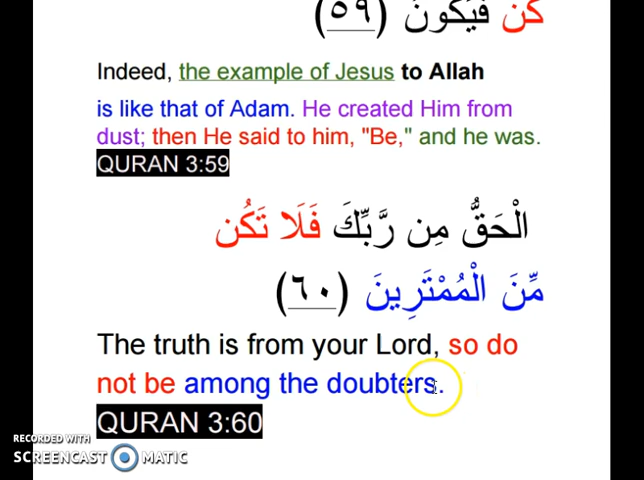 كُن فَيَكُونُ (٥٩)
Indeed, the example of Jesus to Allah
is like that of Adam. He created Him from
dust; then He said to him, "Be," and he was.
QURAN 3:59
الْحَقُّ مِن رَّبِّكَ فَلَا تَكُن
مِّنَ الْمُمْتَرِينَ (٦٠)
The truth is from your Lord, so do
not be among the doubters.
QURAN 3:60
RECORDED WITH
SCREENCAST MATIC